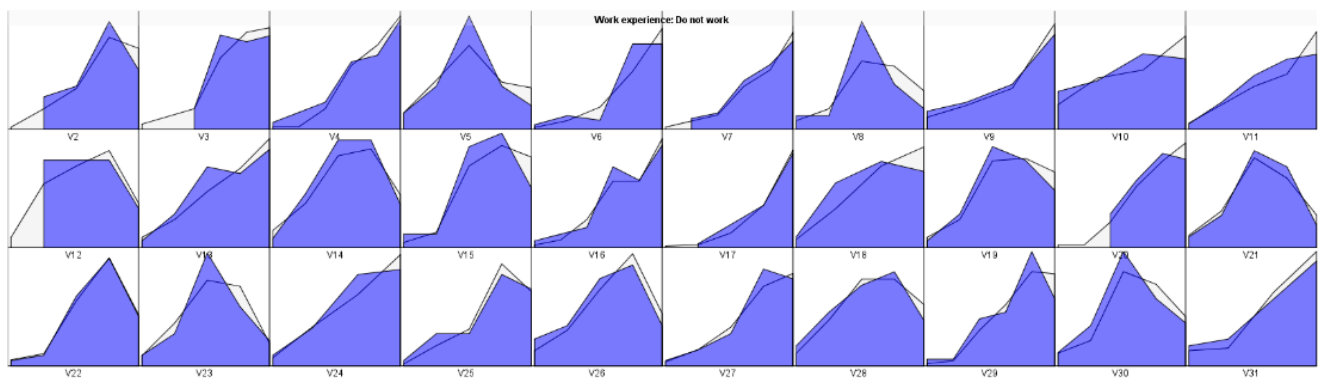 Work experience: Do not work
V2 V3 V4 V5 V6 V7 V8 V9 V10 V11
V12 V13 V14 V15 V16 V17 V18 V19 V20 V21
V22 V23 V24 V25 V26 V27 V28 V29 V30 V31